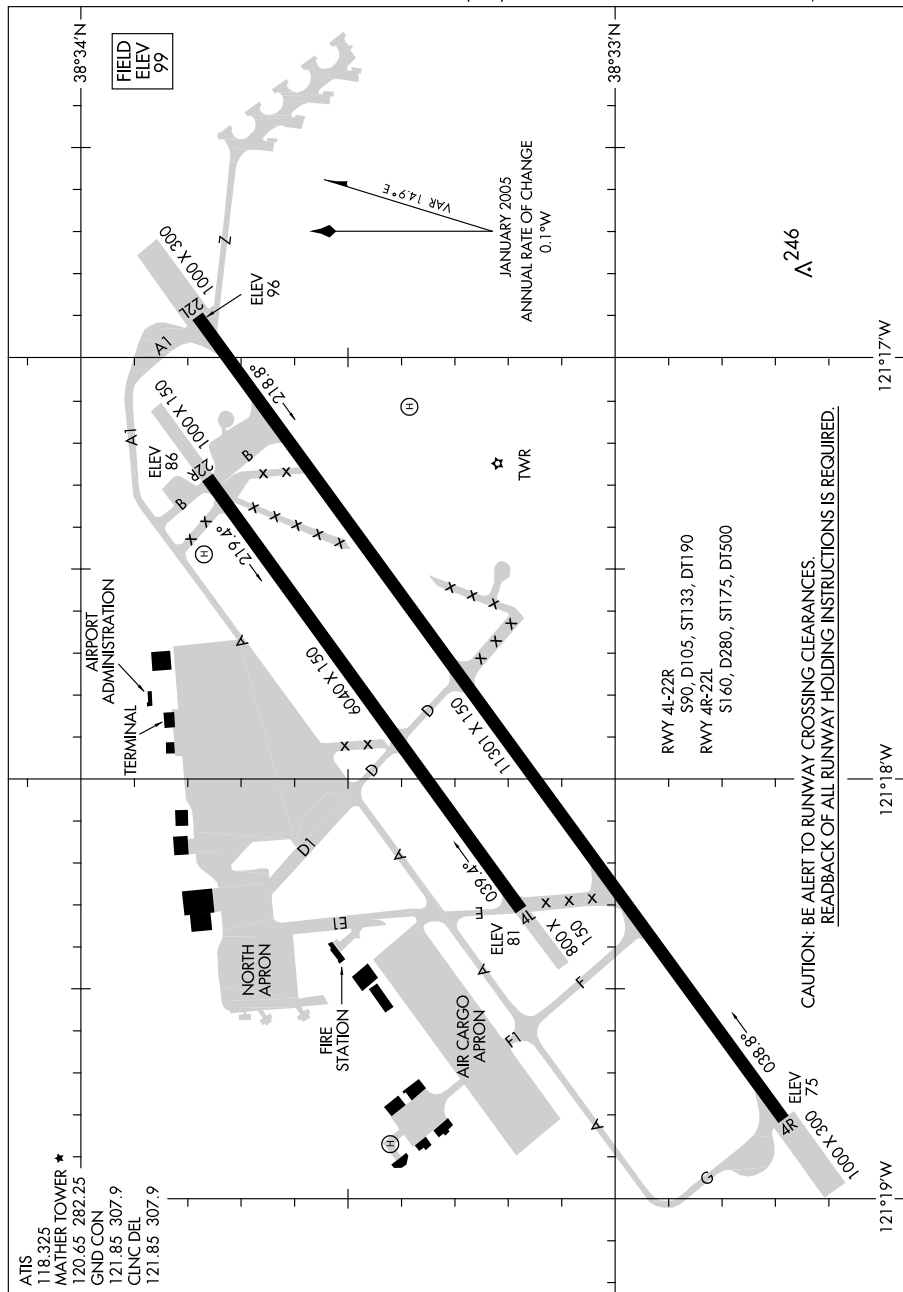 ATIS
118.325
MATHER TOWER ★
120.65 282.25
GND CON
121.85 307.9
CLNC DEL
121.85 307.9
FIELD
ELEV
99
38°34'N
38°33'N
121°19'W
121°18'W
121°17'W
NORTH
APRON
FIRE
STATION
AIR CARGO
APRON
TERMINAL
AIRPORT
ADMINISTRATION
H
H
H
A
A
A
A
A1
A1
B
B
D
D
D1
E
E1
F
F1
G
Z
X X
X X X X X
X X
X X
X X X
X X X
X X X
ELEV
86
22R
1000 X 150
219.4°
6040 X 150
039.4°
4L
ELEV
81
800 X
150
22L
1000 X 300
ELEV
96
218.8°
11301 X 150
038.8°
4R
ELEV
75
1000 X 300
TWR
VAR 14.9°E
JANUARY 2005
ANNUAL RATE OF CHANGE
0.1°W
246
RWY 4L-22R
S90, D105, ST133, DT190
RWY 4R-22L
S160, D280, ST175, DT500
CAUTION: BE ALERT TO RUNWAY CROSSING CLEARANCES.
READBACK OF ALL RUNWAY HOLDING INSTRUCTIONS IS REQUIRED.